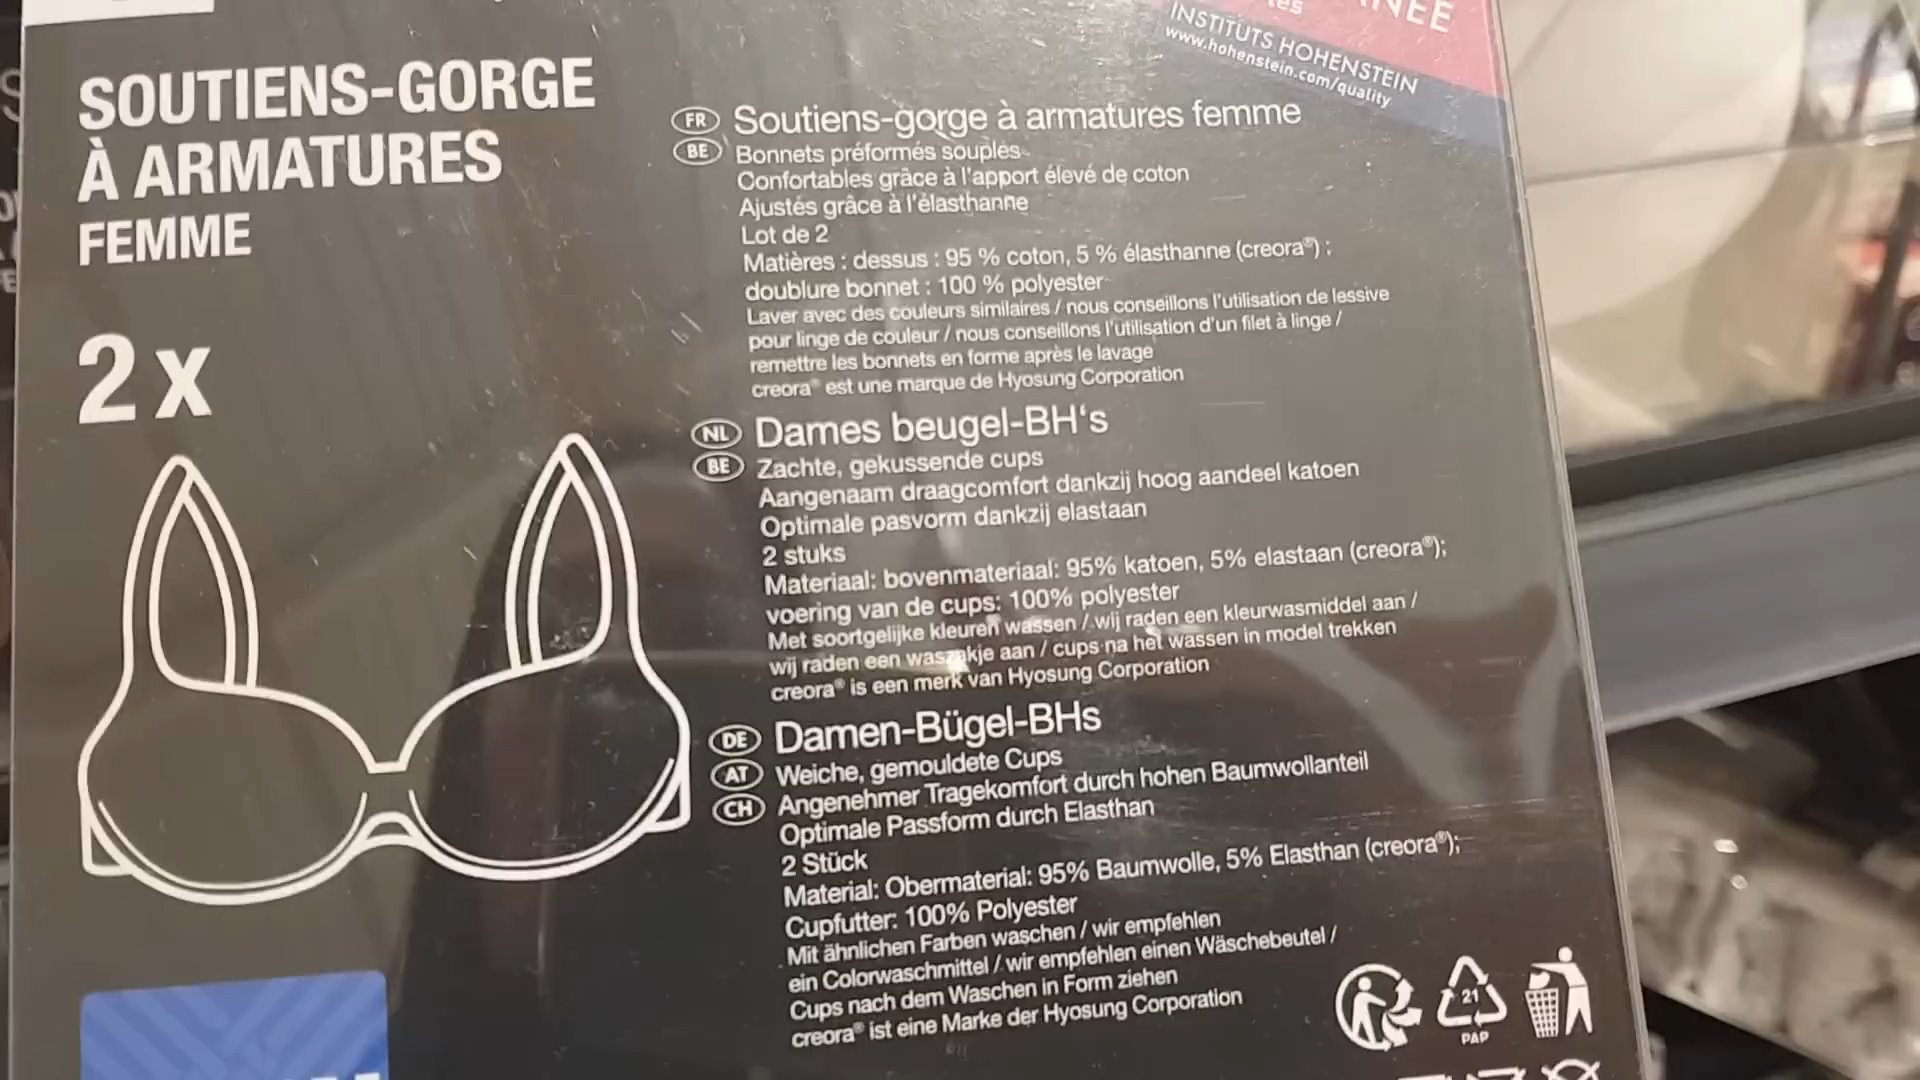 SOUTIENS-GORGE
À ARMATURES
FEMME
2 x
INSTITUTS HOHENSTEIN
www.hohenstein.com/quality
FR Soutiens-gorge à armatures femme
BE Bonnets préformés souples
Confortables grâce à l'apport élevé de coton
Ajustés grâce à l'élasthanne
Lot de 2
Matières : dessus : 95 % coton, 5 % élasthanne (creora®) ;
doublure bonnet : 100 % polyester
Laver avec des couleurs similaires / nous conseillons l'utilisation de lessive
pour linge de couleur / nous conseillons l'utilisation d'un filet à linge /
remettre les bonnets en forme après le lavage
creora® est une marque de Hyosung Corporation
NL Dames beugel-BH's
BE Zachte, gekussende cups
Aangenaam draagcomfort dankzij hoog aandeel katoen
Optimale pasvorm dankzij elastaan
2 stuks
Materiaal: bovenmateriaal: 95% katoen, 5% elastaan (creora®);
voering van de cups: 100% polyester
Met soortgelijke kleuren wassen / wij raden een kleurwasmiddel aan /
wij raden een waszakje aan / cups na het wassen in model trekken
creora® is een merk van Hyosung Corporation
DE Damen-Bügel-BHs
AT Weiche, gemouldete Cups
CH Angenehmer Tragekomfort durch hohen Baumwollanteil
Optimale Passform durch Elasthan
2 Stück
Material: Obermaterial: 95% Baumwolle, 5% Elasthan (creora®);
Cupfutter: 100% Polyester
Mit ähnlichen Farben waschen / wir empfehlen
ein Colorwaschmittel / wir empfehlen einen Wäschebeutel /
Cups nach dem Waschen in Form ziehen
creora® ist eine Marke der Hyosung Corporation
21
PAP